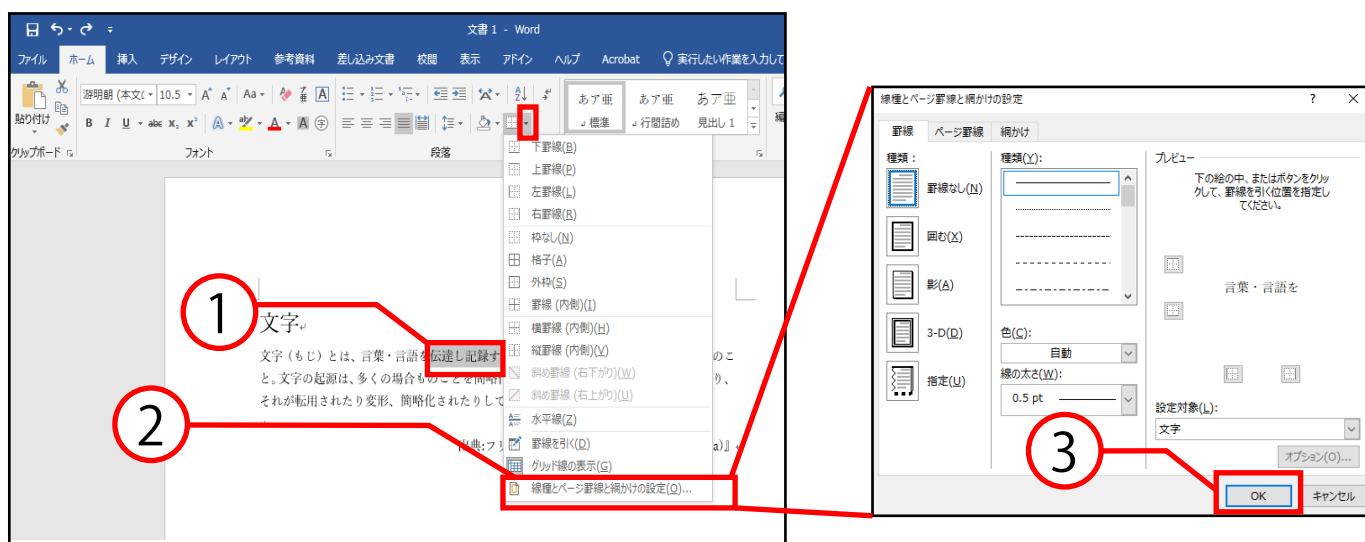 文書 1 - Word
ファイル ホーム 挿入 デザイン レイアウト 参考資料 差し込み文書 校閲 表示 アドイン ヘルプ Acrobat 実行したい作業を入力して
貼り付け
游明朝 (本文( 10.5 A A Aa A
B I U abc X₂ X² A aby A A 字
あア亜 あア亜 あア亜
標準 行間詰め 見出し 1
クリップボード フォント 段落
下罫線(B)
上罫線(P)
左罫線(L)
右罫線(R)
枠なし(N)
格子(A)
外枠(S)
罫線 (内側)(I)
横罫線 (内側)(H)
縦罫線 (内側)(V)
斜め罫線 (右下がり)(W)
斜め罫線 (右上がり)(U)
水平線(Z)
罫線を引く(D)
グリッド線の表示(G)
線種とページ罫線と網かけの設定(O)...
1
文字
文字（もじ）とは、言葉・言語を伝達し記録す のこ
と。文字の起源は、多くの場合ものごとを簡略 り、
それが転用されたり変形、簡略化されたりして
出典:フリ a)』
2
線種とページ罫線と網かけの設定 ? ×
罫線 ページ罫線 網かけ
種類：
罫線なし(N)
囲む(X)
影(A)
3-D(D)
指定(U)
種類(Y):
色(C):
自動
線の太さ(W):
0.5 pt
プレビュー
下の絵の中、またはボタンをクリッ
クして、罫線を引く位置を指定し
てください。
言葉・言語を
設定対象(L):
文字
オプション(O)...
3
OK キャンセル